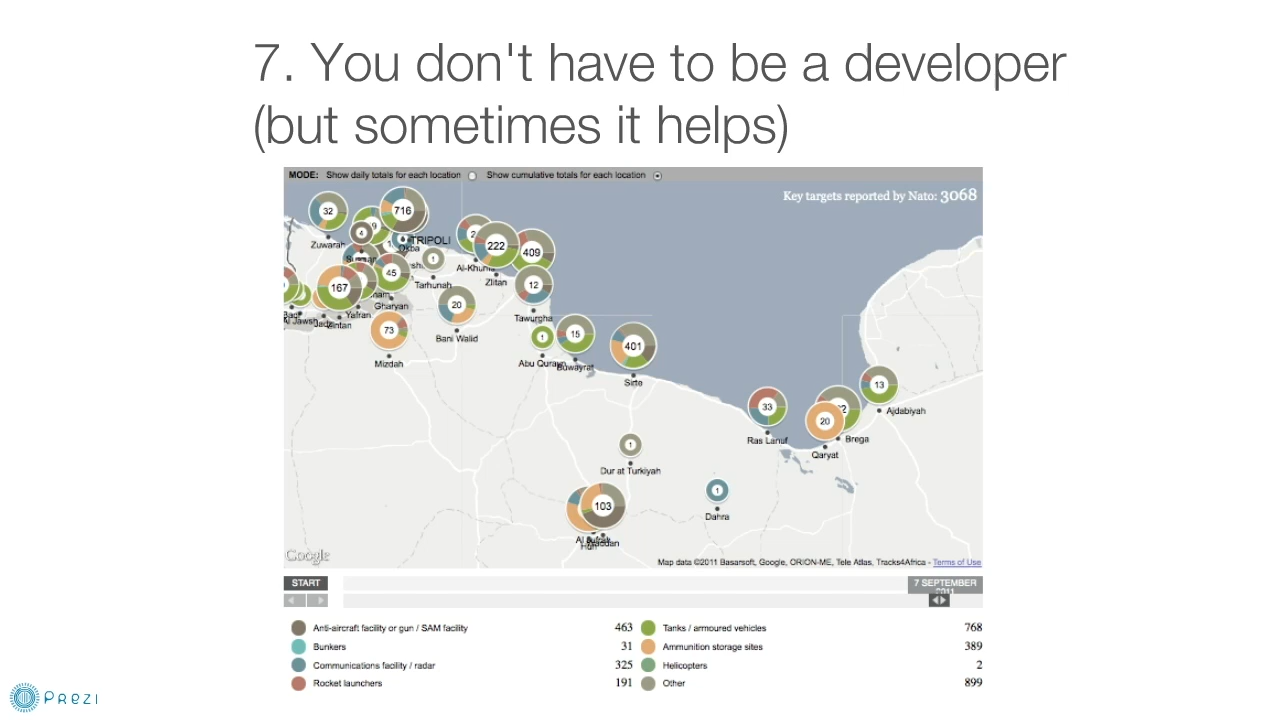 7. You don't have to be a developer
(but sometimes it helps)
MODE: Show daily totals for each location Show cumulative totals for each location
Key targets reported by Nato: 3068
32
716
9
4
TRIPOLI
Okba
Zuwarah
222
409
Al-Khums
Zlitan
1
Tarhunah
45
Gharyan
167
Yafran
Zintan
12
Tawurgha
20
Bani Walid
73
Mizdah
1
15
Abu Qurayn
Buwayrat
401
Sirte
33
Ras Lanuf
13
Ajdabiyah
20
Brega
Qaryat
1
Dur at Turkiyah
1
Dahra
103
Google
Map data ©2011 Basarsoft, Google, ORION-ME, Tele Atlas, Tracks4Africa - Terms of Use
START
7 SEPTEMBER
2011
Anti-aircraft facility or gun / SAM facility 463
Tanks / armoured vehicles 768
Bunkers 31
Ammunition storage sites 389
Communications facility / radar 325
Helicopters 2
Rocket launchers 191
Other 899
Prezi